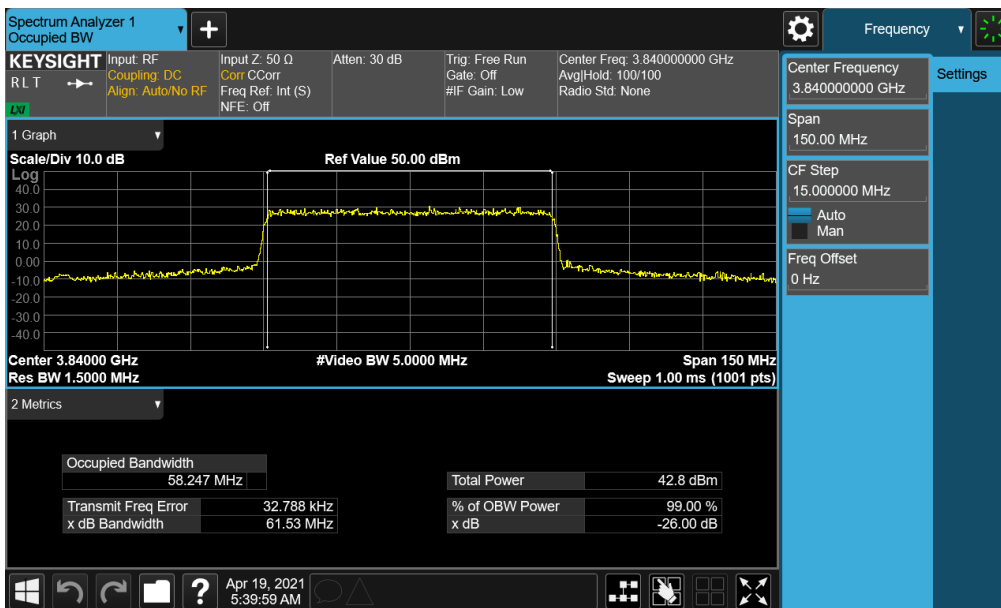 Spectrum Analyzer 1
Occupied BW
+
Frequency
KEYSIGHT
RLT
LXI
Input: RF
Coupling: DC
Align: Auto/No RF
Input Z: 50 Ω
Corr CCorr
Freq Ref: Int (S)
NFE: Off
Atten: 30 dB
Trig: Free Run
Gate: Off
#IF Gain: Low
Center Freq: 3.840000000 GHz
Avg|Hold: 100/100
Radio Std: None
Center Frequency
3.840000000 GHz
Settings
Span
150.00 MHz
CF Step
15.000000 MHz
Auto
Man
Freq Offset
0 Hz
1 Graph
Scale/Div 10.0 dB
Ref Value 50.00 dBm
Log
40.0
30.0
20.0
10.0
0.00
-10.0
-20.0
-30.0
-40.0
Center 3.84000 GHz
#Video BW 5.0000 MHz
Span 150 MHz
Res BW 1.5000 MHz
Sweep 1.00 ms (1001 pts)
2 Metrics
Occupied Bandwidth
58.247 MHz
Total Power 42.8 dBm
Transmit Freq Error 32.788 kHz
% of OBW Power 99.00 %
x dB Bandwidth 61.53 MHz
x dB -26.00 dB
?
Apr 19, 2021
5:39:59 AM